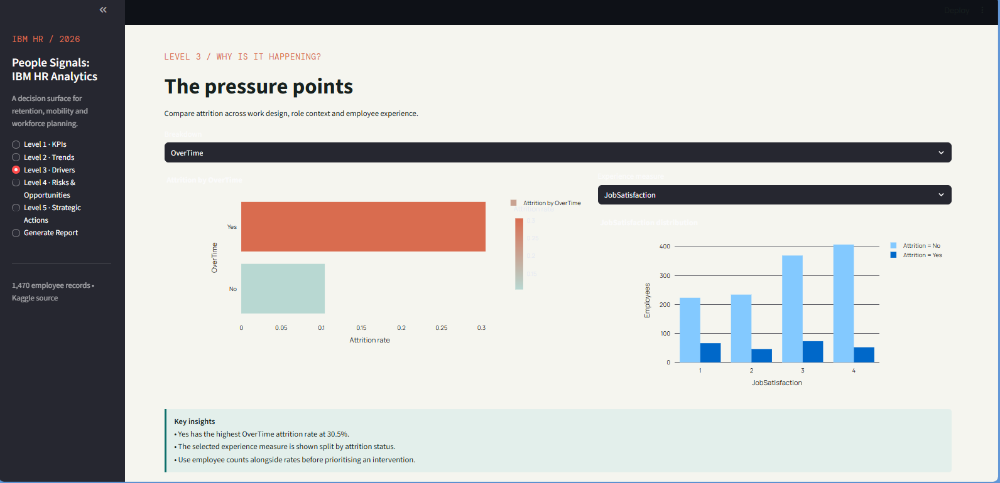 IBM HR / 2026
People Signals:
IBM HR Analytics
A decision surface for
retention, mobility and
workforce planning.
Level 1 · KPIs
Level 2 · Trends
Level 3 · Drivers
Level 4 · Risks &
Opportunities
Level 5 · Strategic
Actions
Generate Report
1,470 employee records •
Kaggle source
Deploy
LEVEL 3 / WHY IS IT HAPPENING?
The pressure points
Compare attrition across work design, role context and employee experience.
Breakdown
OverTime
Attrition by OverTime
Yes
No
OverTime
0 0.05 0.1 0.15 0.2 0.25 0.3
Attrition rate
Attrition by OverTime
Attrition rate
0.3
0.25
0.2
0.15
Experience measure
JobSatisfaction
JobSatisfaction distribution
400
300
200
100
0
Employees
1 2 3 4
JobSatisfaction
Attrition = No
Attrition = Yes
Key insights
• Yes has the highest OverTime attrition rate at 30.5%.
• The selected experience measure is shown split by attrition status.
• Use employee counts alongside rates before prioritising an intervention.